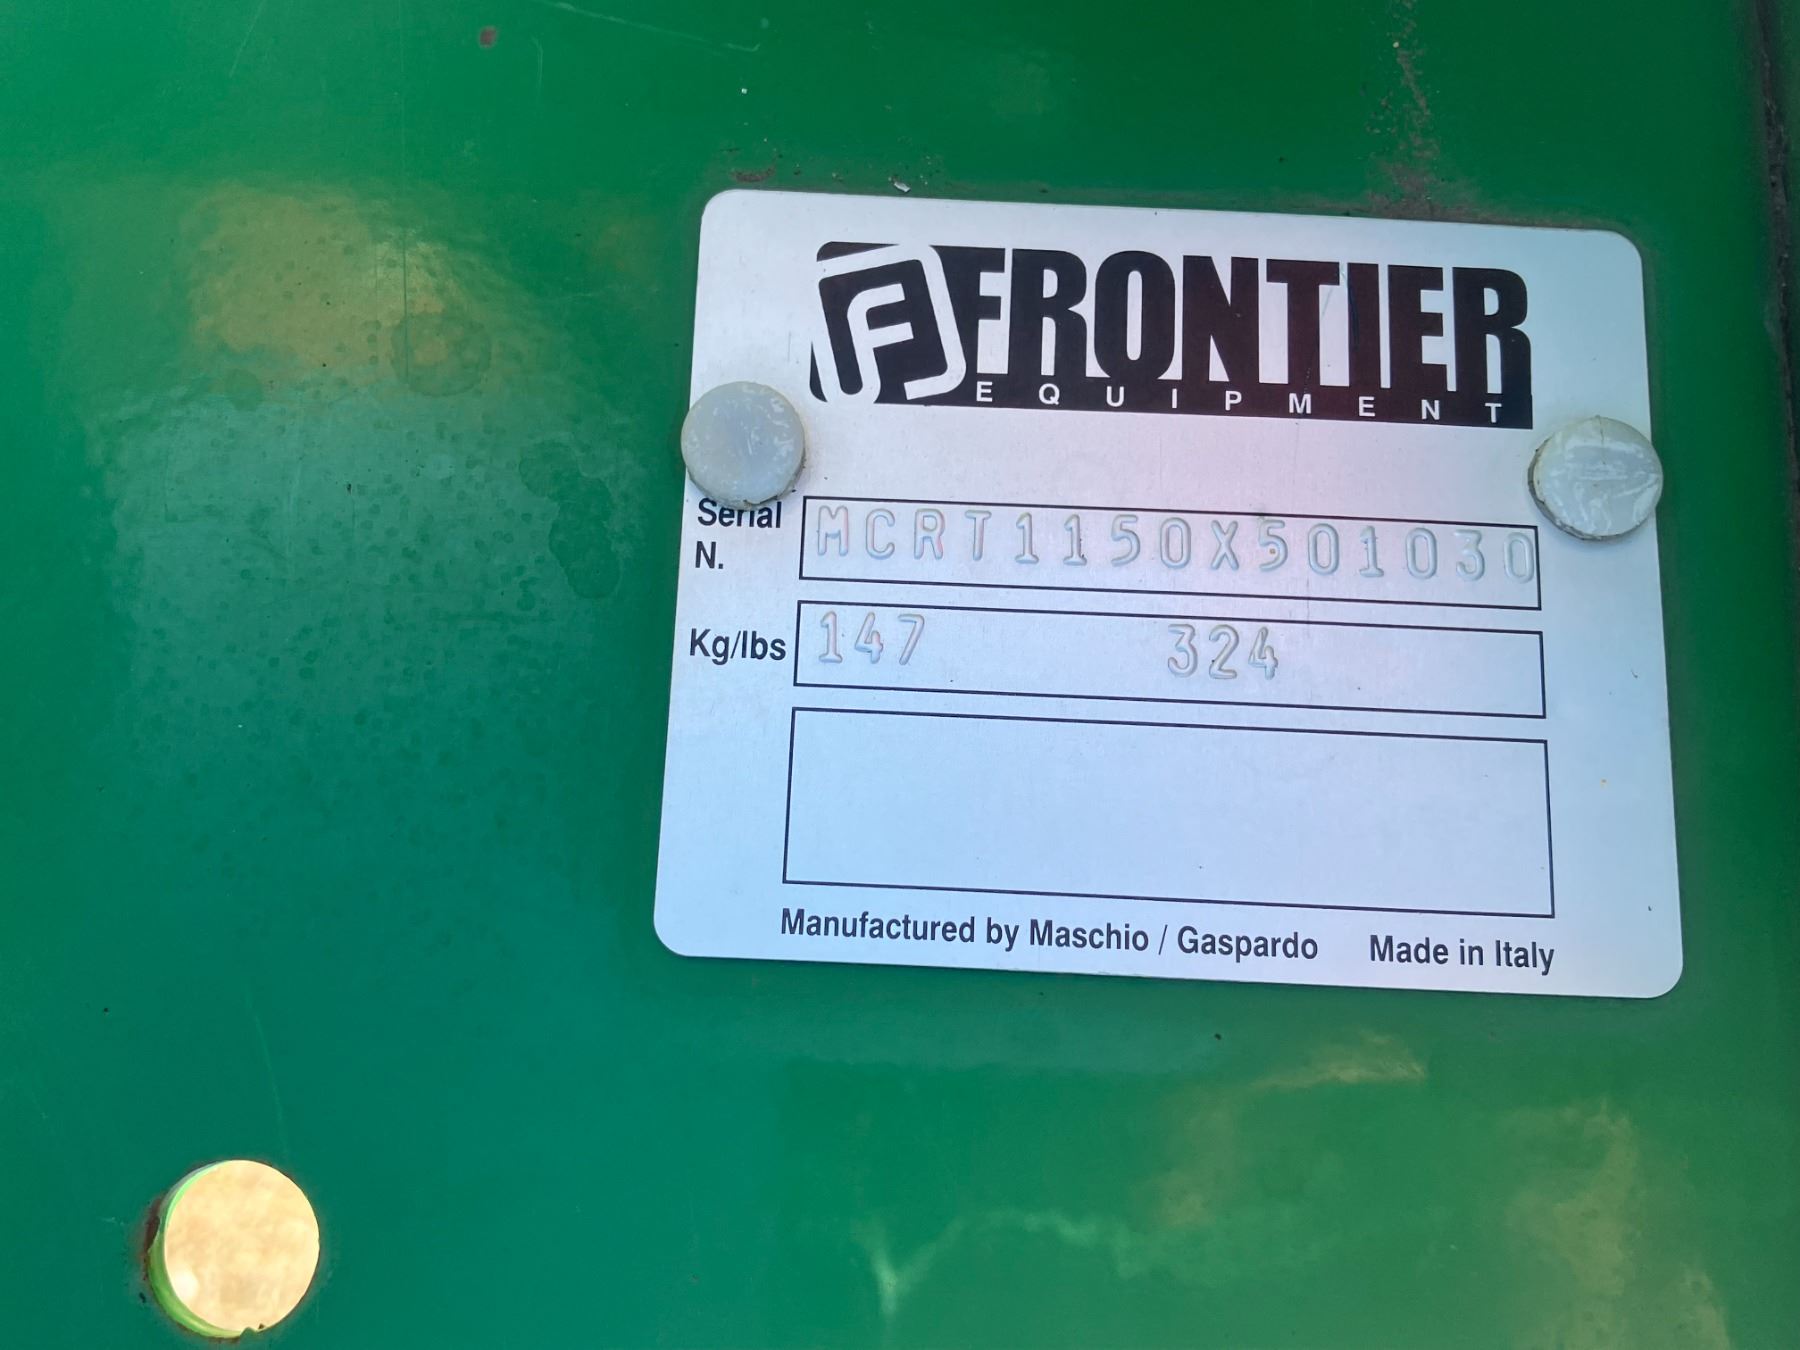 F FRONTIER
EQUIPMENT
Serial N. MCRT1150X501030
Kg/lbs 147 324
Manufactured by Maschio / Gaspardo Made in Italy